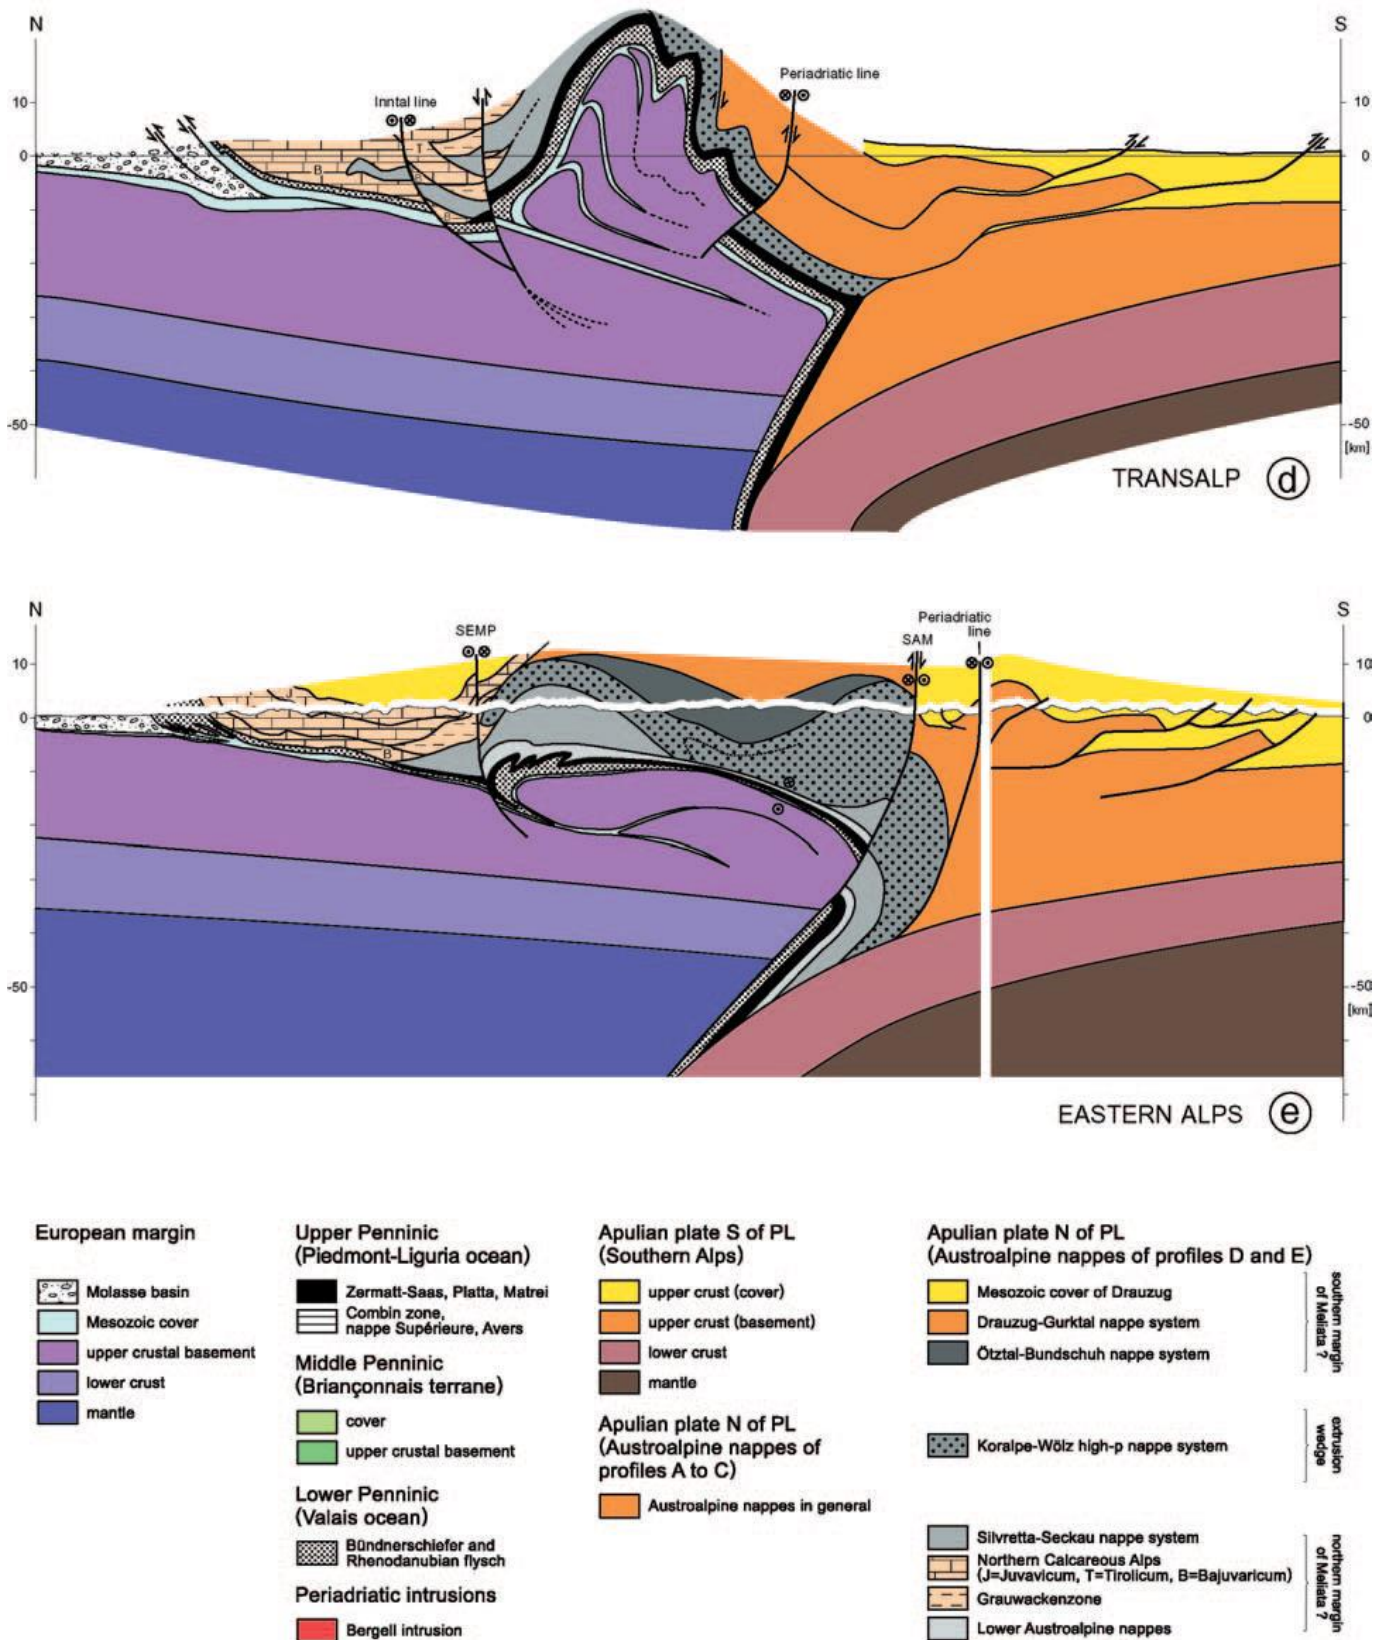 N
S
Periadriatic line
Inntal line
10
10
T
0
0
B
B
-50
-50
[km]
TRANSALP d
N
S
SEMP
Periadriatic
line
SAM
10
10
0
0
B
-50
-50
[km]
EASTERN ALPS e
European margin
Molasse basin
Mesozoic cover
upper crustal basement
lower crust
mantle
Upper Penninic
(Piedmont-Liguria ocean)
Zermatt-Saas, Platta, Matrei
Combin zone,
nappe Supérieure, Avers
Middle Penninic
(Briançonnais terrane)
cover
upper crustal basement
Lower Penninic
(Valais ocean)
Bündnerschiefer and
Rhenodanubian flysch
Periadriatic intrusions
Bergell intrusion
Apulian plate S of PL
(Southern Alps)
upper crust (cover)
upper crust (basement)
lower crust
mantle
Apulian plate N of PL
(Austroalpine nappes of
profiles A to C)
Austroalpine nappes in general
Apulian plate N of PL
(Austroalpine nappes of profiles D and E)
Mesozoic cover of Drauzug
Drauzug-Gurktal nappe system
Ötztal-Bundschuh nappe system
southern margin
of Meliata ?
Koralpe-Wölz high-p nappe system
extrusion
wedge
Silvretta-Seckau nappe system
Northern Calcareous Alps
(J=Juvavicum, T=Tirolicum, B=Bajuvaricum)
Grauwackenzone
Lower Austroalpine nappes
northern margin
of Meliata ?